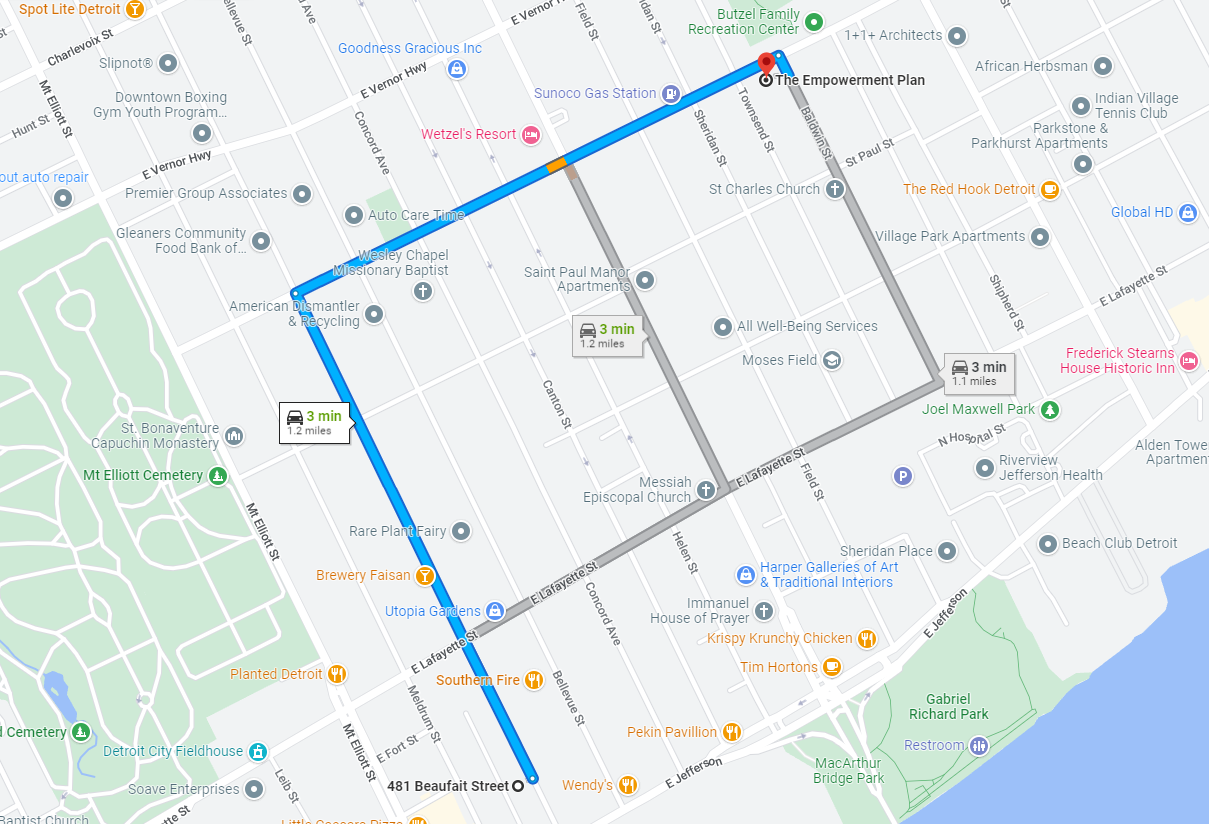 Spot Lite Detroit
Charlevoix St
Bellevue St
E Vernor Hwy
Field St
Sheridan St
Butzel Family
Recreation Center
1+1+ Architects
Goodness Gracious Inc
Slipnot®
E Vernor Hwy
African Herbsman
The Empowerment Plan
Mt Elliott St
Downtown Boxing
Gym Youth Program...
Sunoco Gas Station
Indian Village
Tennis Club
Hunt St
Concord Ave
Townsend St
Baldwin St
Parkstone &
Parkhurst Apartments
Wetzel's Resort
Sheridan St
E Vernor Hwy
St Paul St
out auto repair
Premier Group Associates
St Charles Church
The Red Hook Detroit
Auto Care Time
Global HD
Gleaners Community
Food Bank of...
Village Park Apartments
Wesley Chapel
Missionary Baptist
Saint Paul Manor
Apartments
E Lafayette St
Shipherd St
American Dismantler
& Recycling
3 min
1.2 miles
All Well-Being Services
Moses Field
Frederick Stearns
House Historic Inn
3 min
1.1 miles
Canton St
3 min
1.2 miles
Joel Maxwell Park
St. Bonaventure
Capuchin Monastery
N Hospital St
Alden Towe
Apartment
Mt Elliott Cemetery
E Lafayette St
Riverview
Jefferson Health
P
Messiah
Episcopal Church
Field St
Mt Elliott St
Rare Plant Fairy
Helen St
Sheridan Place
Beach Club Detroit
Brewery Faisan
E Lafayette St
Harper Galleries of Art
& Traditional Interiors
Utopia Gardens
Concord Ave
Immanuel
House of Prayer
E Jefferson
E Lafayette St
Krispy Krunchy Chicken
Planted Detroit
Southern Fire
Tim Hortons
Meldrum St
Bellevue St
Gabriel
Richard Park
d Cemetery
Mt Elliott St
Pekin Pavillion
Detroit City Fieldhouse
E Fort St
Restroom
E Jefferson
MacArthur
Bridge Park
Soave Enterprises
Leib St
481 Beaufait Street
Wendy's
Baptist Church
Little Caesars Pizza